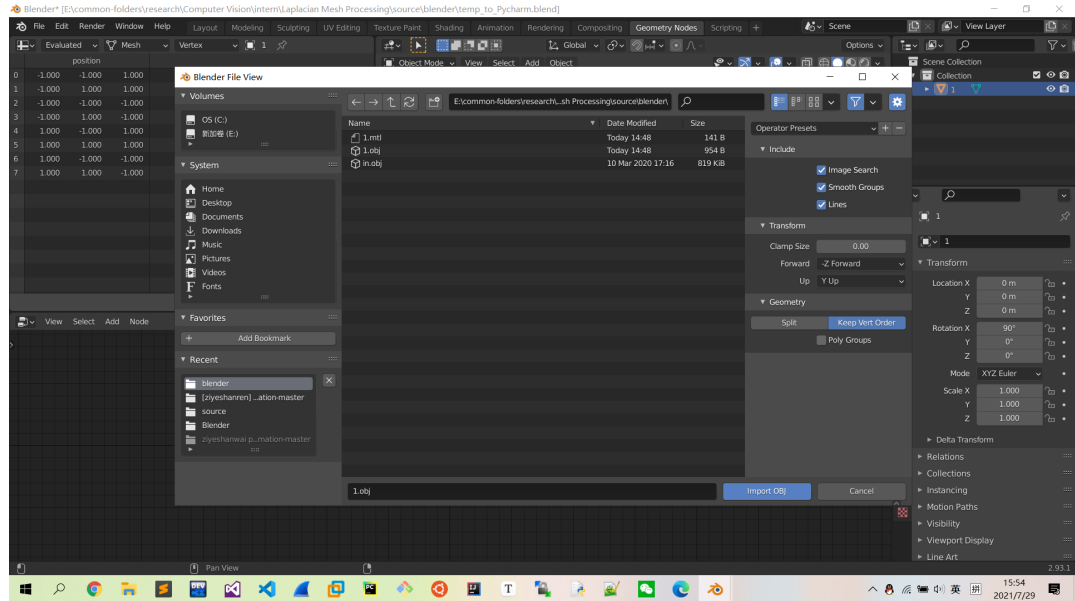 Blender* [E:\common-folders\research\Computer Vision\intern\Laplacian Mesh Processing\source\blender\temp_to_Pycharm.blend]
File Edit Render Window Help Layout Modeling Sculpting UV Editing Texture Paint Shading Animation Rendering Compositing Geometry Nodes Scripting + Scene View Layer
Evaluated Mesh Vertex 1 Global Options
position Object Mode View Select Add Object Scene Collection
Collection
1
0 -1.000 -1.000 1.000
1 -1.000 -1.000 -1.000
2 -1.000 1.000 1.000
3 -1.000 1.000 -1.000
4 1.000 -1.000 1.000
5 1.000 -1.000 -1.000
6 1.000 1.000 1.000
7 1.000 1.000 -1.000
Blender File View
Volumes
OS (C:)
新加卷 (E:)
System
Home
Desktop
Documents
Downloads
Music
Pictures
Videos
Fonts
Favorites
+ Add Bookmark
Recent
blender
[ziyeshanren] ...ation-master
source
Blender
ziyeshanwai p...mation-master
E:\common-folders\research\...sh Processing\source\blender\
Name Date Modified Size
1.mtl Today 14:48 141 B
1.obj Today 14:48 954 B
in.obj 10 Mar 2020 17:16 819 KiB
Operator Presets + −
Include
Image Search
Smooth Groups
Lines
Transform
Clamp Size 0.00
Forward -Z Forward
Up Y Up
Geometry
Split Keep Vert Order
Poly Groups
1.obj Import OBJ Cancel
1
1
Transform
Location X 0 m
Y 0 m
Z 0 m
Rotation X 90°
Y 0°
Z 0°
Mode XYZ Euler
Scale X 1.000
Y 1.000
Z 1.000
Delta Transform
Relations
Collections
Instancing
Motion Paths
Visibility
Viewport Display
Line Art
View Select Add Node
Pan View 2.93.1
英 拼 15:54
2021/7/29